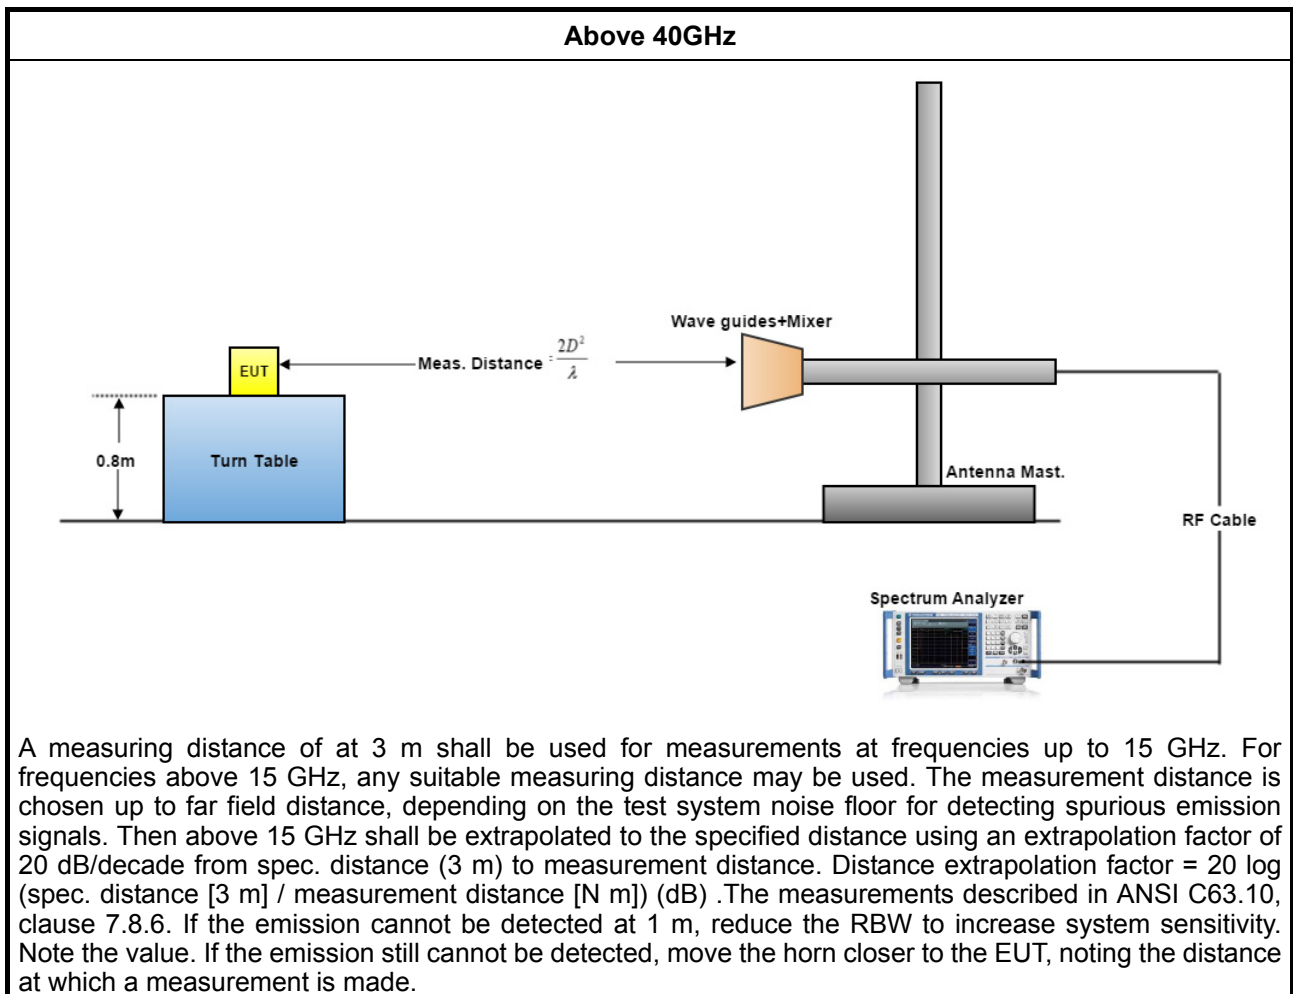 Above 40GHz
Wave guides+Mixer
EUT
Meas. Distance = 2D² / λ
0.8m
Turn Table
Antenna Mast.
RF Cable
Spectrum Analyzer
A measuring distance of at 3 m shall be used for measurements at frequencies up to 15 GHz. For
frequencies above 15 GHz, any suitable measuring distance may be used. The measurement distance is
chosen up to far field distance, depending on the test system noise floor for detecting spurious emission
signals. Then above 15 GHz shall be extrapolated to the specified distance using an extrapolation factor of
20 dB/decade from spec. distance (3 m) to measurement distance. Distance extrapolation factor = 20 log
(spec. distance [3 m] / measurement distance [N m]) (dB) .The measurements described in ANSI C63.10,
clause 7.8.6. If the emission cannot be detected at 1 m, reduce the RBW to increase system sensitivity.
Note the value. If the emission still cannot be detected, move the horn closer to the EUT, noting the distance
at which a measurement is made.